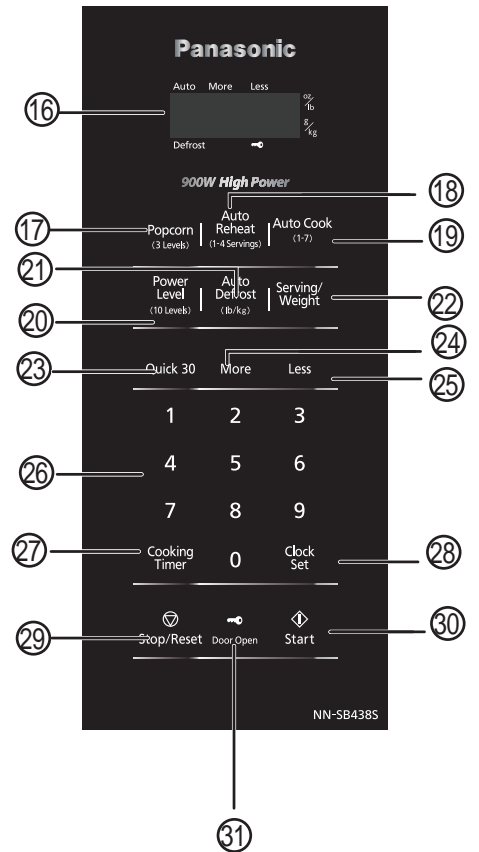 Panasonic
Auto More Less
oz/lb
⑯
g/kg
Defrost
900W High Power
⑱
⑰ Popcorn Auto Reheat Auto Cook
(3 Levels) (1-4 Servings) (1-7) ⑲
㉑
Power Level Auto Defrost Serving/Weight ㉒
(10 Levels) (lb/kg)
⑳
㉔
㉓ Quick 30 More Less
㉕
1 2 3
㉖ 4 5 6
7 8 9
㉗ Cooking Timer 0 Clock Set ㉘
㉙ Stop/Reset Door Open Start ㉚
NN-SB438S
㉛